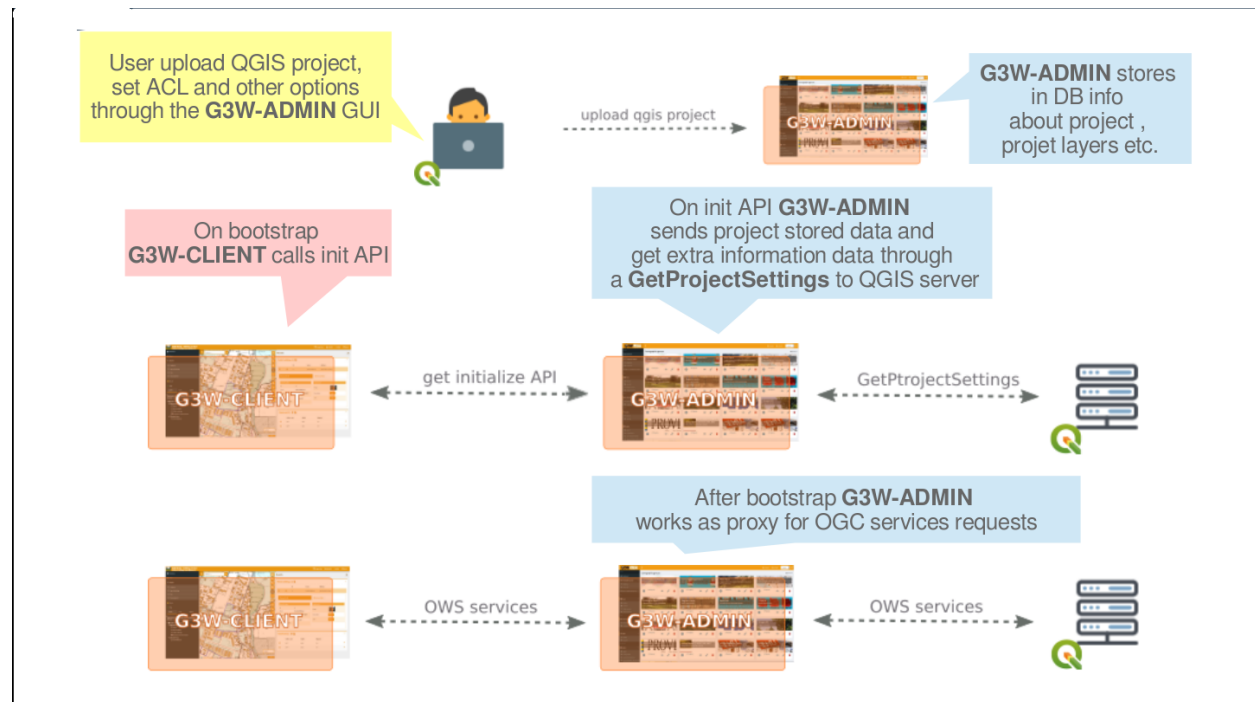 User upload QGIS project,
set ACL and other options
through the G3W-ADMIN GUI
upload qgis project
G3W-ADMIN
G3W-ADMIN stores
in DB info
about project ,
projet layers etc.
On bootstrap
G3W-CLIENT calls init API
On init API G3W-ADMIN
sends project stored data and
get extra information data through
a GetProjectSettings to QGIS server
G3W-CLIENT
get initialize API
G3W-ADMIN
GetPtrojectSettings
After bootstrap G3W-ADMIN
works as proxy for OGC services requests
G3W-CLIENT
OWS services
G3W-ADMIN
OWS services